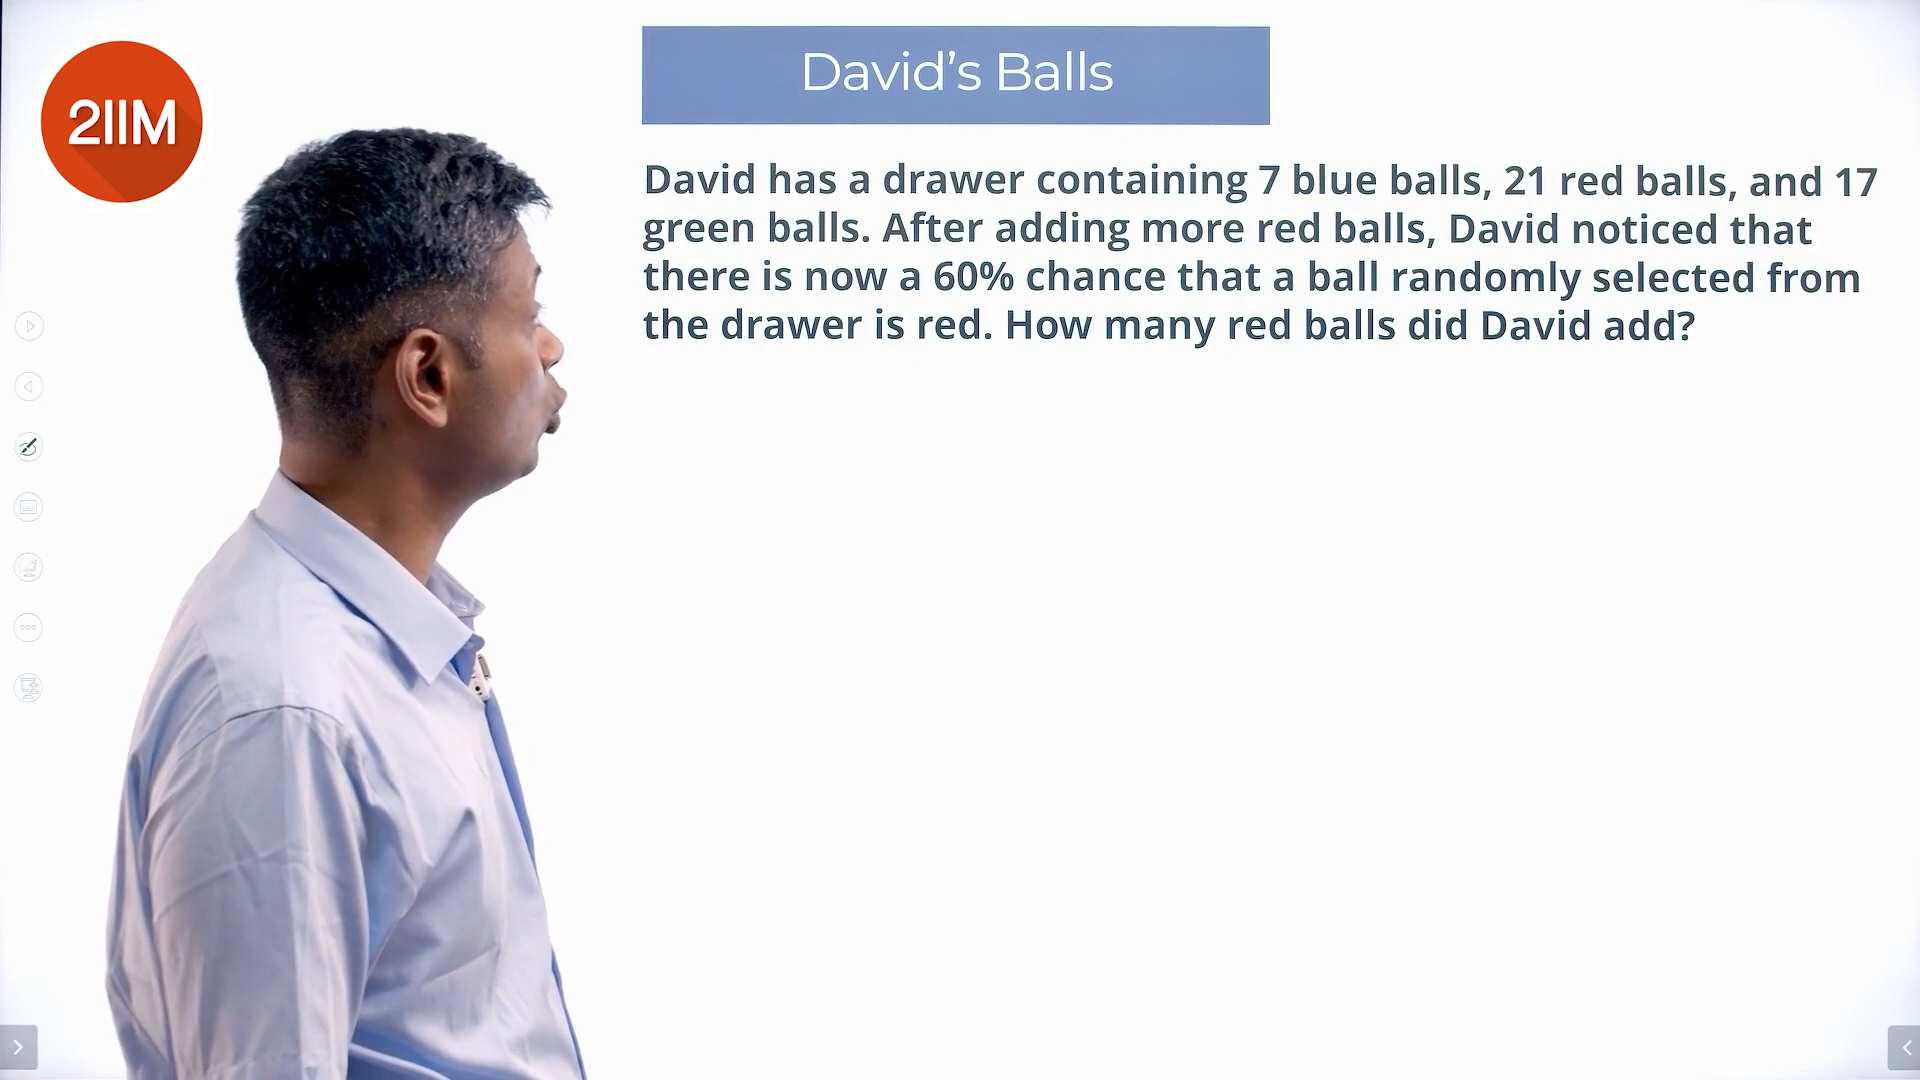 2IIM
David's Balls
David has a drawer containing 7 blue balls, 21 red balls, and 17
green balls. After adding more red balls, David noticed that
there is now a 60% chance that a ball randomly selected from
the drawer is red. How many red balls did David add?